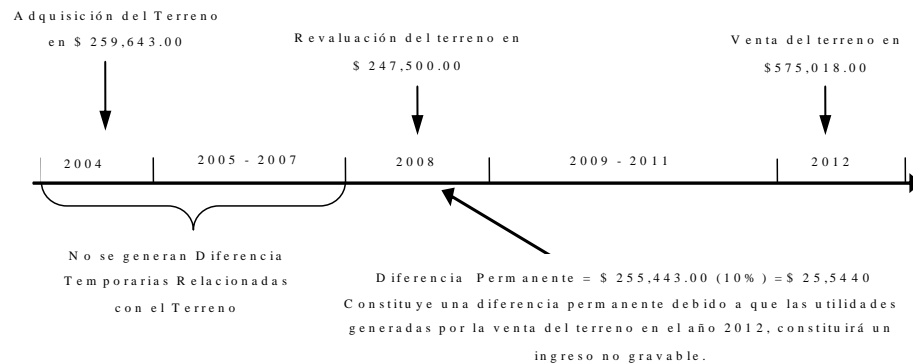 Adquisición del Terreno
en $ 259,643.00
Revaluación del terreno en
$ 247,500.00
Venta del terreno en
$575,018.00
2004
2005 - 2007
2008
2009 - 2011
2012
No se generan Diferencia
Temporarias Relacionadas
con el Terreno
Diferencia Permanente = $ 255,443.00 (10% ) = $ 25,5440
Constituye una diferencia permanente debido a que las utilidades
generadas por la venta del terreno en el año 2012, constituirá un
ingreso no gravable.